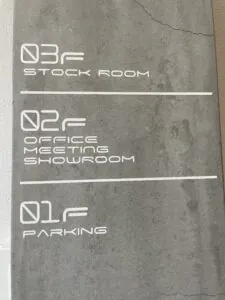 03F
STOCK ROOM
02F
OFFICE
MEETING
SHOWROOM
01F
PARKING